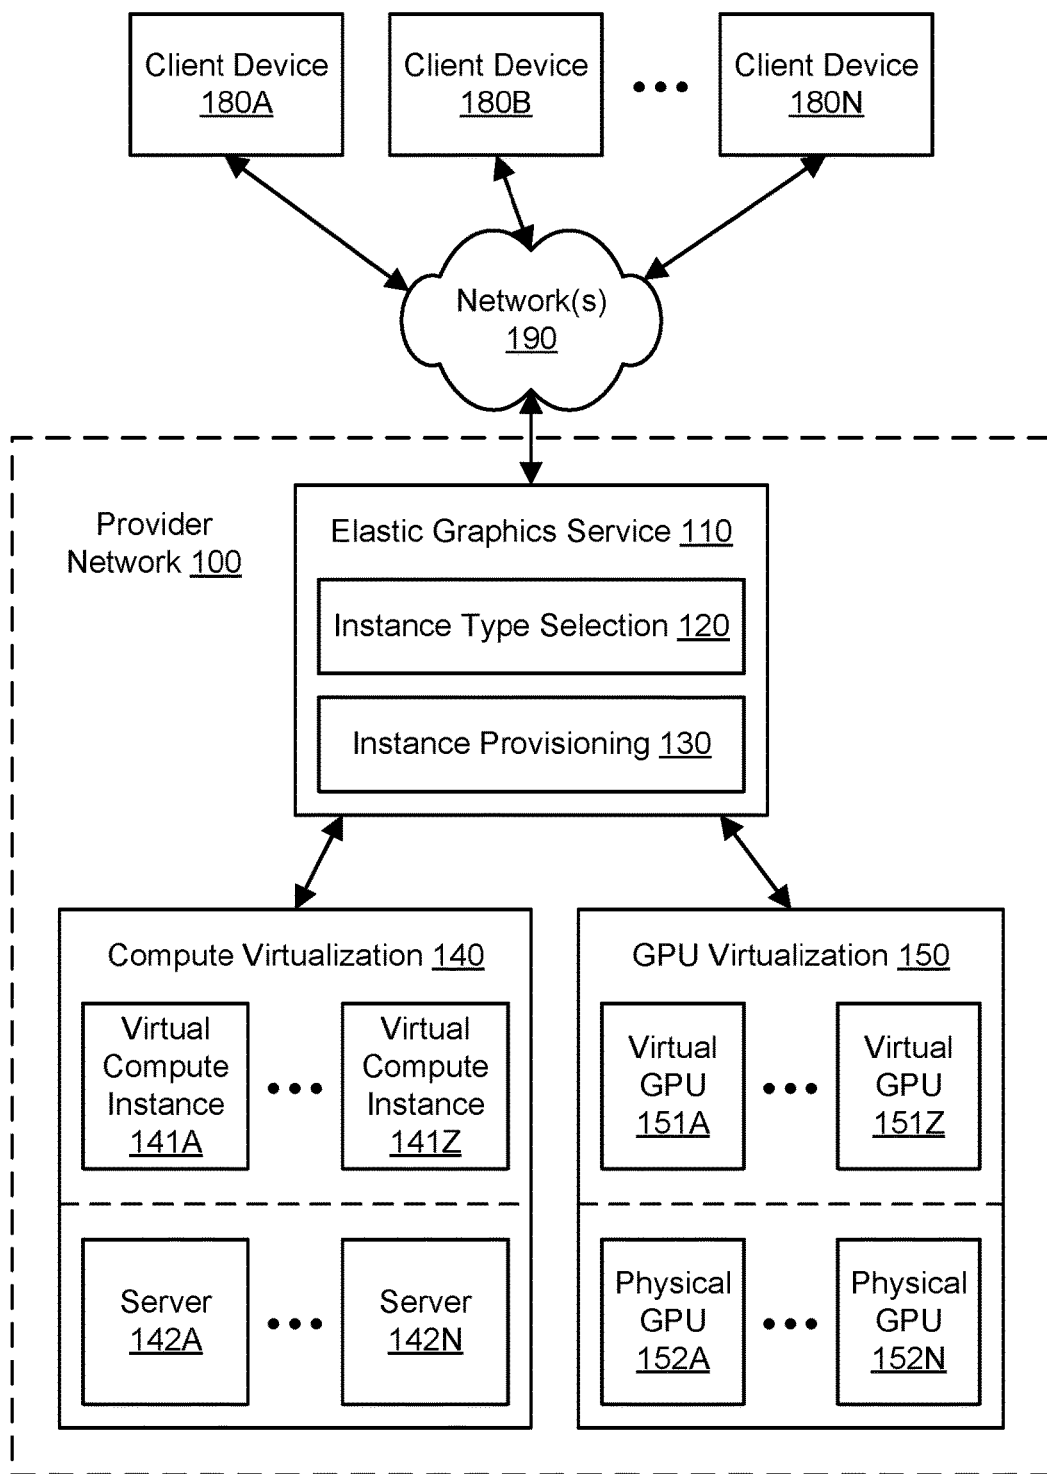 Client Device
180A
Client Device
180B
Client Device
180N
Network(s)
190
Provider
Network 100
Elastic Graphics Service 110
Instance Type Selection 120
Instance Provisioning 130
Compute Virtualization 140
Virtual
Compute
Instance
141A
Virtual
Compute
Instance
141Z
Server
142A
Server
142N
GPU Virtualization 150
Virtual
GPU
151A
Virtual
GPU
151Z
Physical
GPU
152A
Physical
GPU
152N